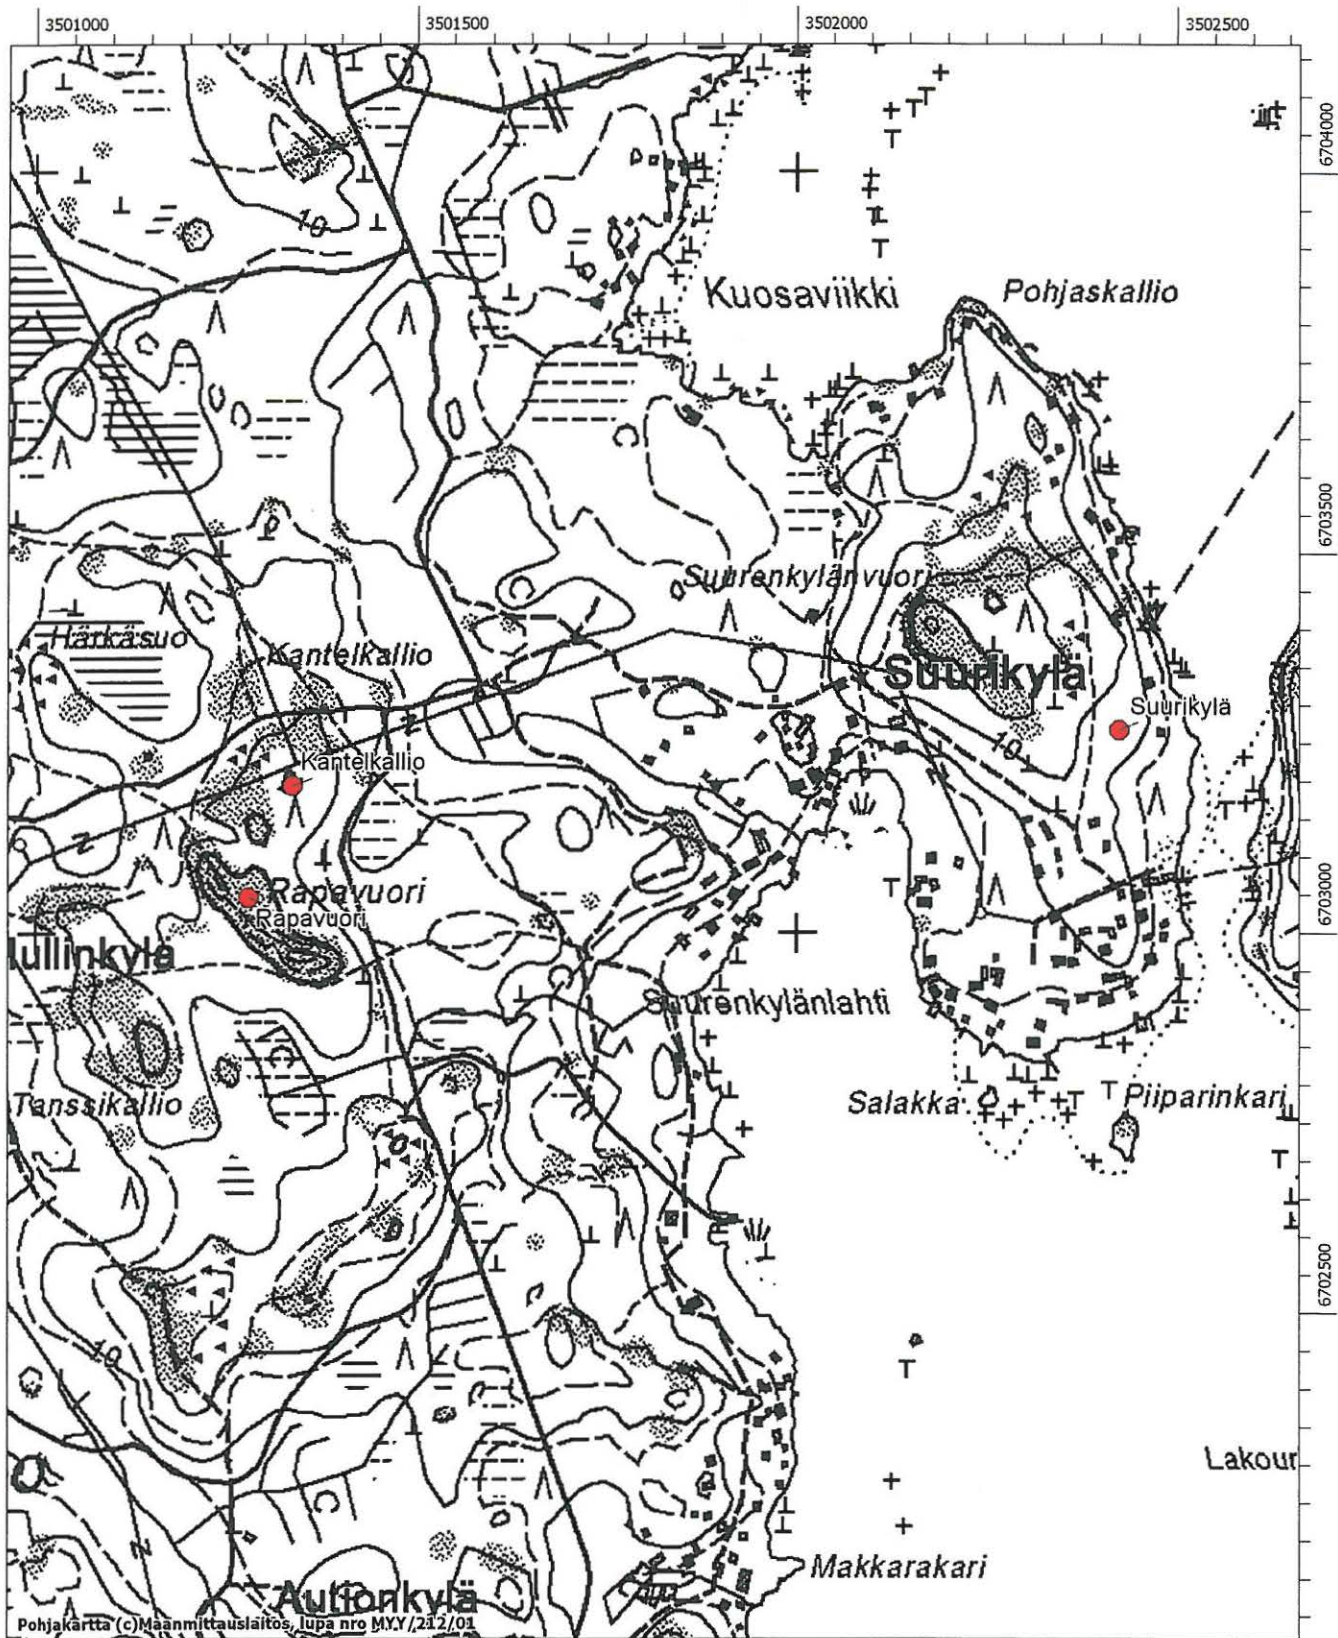 3501000
3501500
3502000
3502500
6704000
10
Kuosaviikki
Pohjaskallio
6703500
Suurenkylänvuori
Härkäsuo
Kantelkallio
Suurikylä
Suurikylä
Z
10
Kantelkallio
Z
6703000
Rapavuori
Rapavuori
lullinkylä
Suurenkylänlahti
Tanssikallio
Salakka
Piiparinkari
6702500
10
Lakour
Z
Makkarakari
Autionkylä
Pohjakartta (c)Maanmittauslaitos, lupa nro MYY/212/01